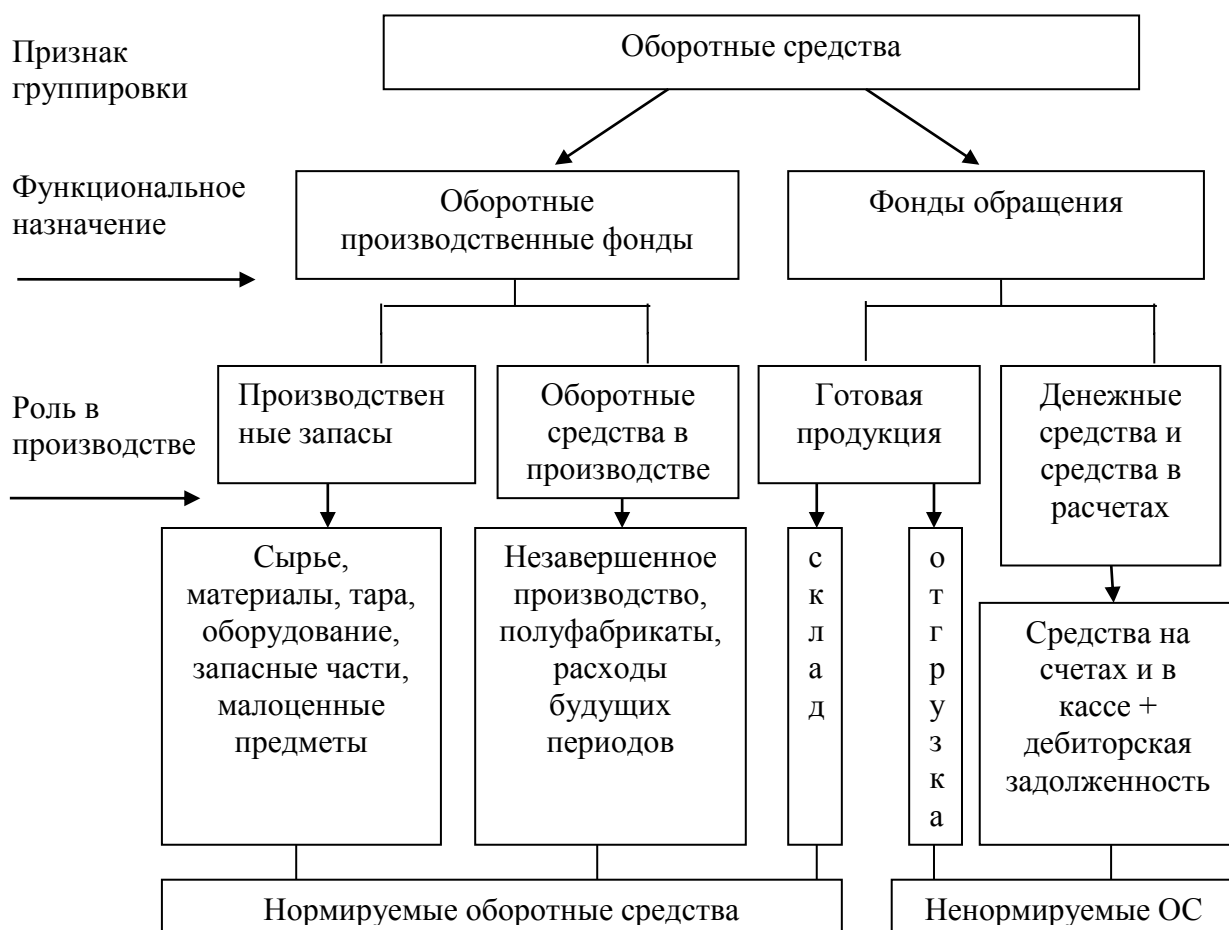 Признак
группировки
Оборотные средства
Функциональное
назначение
Оборотные
производственные фонды
Фонды обращения
Роль в
производстве
Производствен
ные запасы
Оборотные
средства в
производстве
Готовая
продукция
Денежные
средства и
средства в
расчетах
Сырье,
материалы, тара,
оборудование,
запасные части,
малоценные
предметы
Незавершенное
производство,
полуфабрикаты,
расходы
будущих
периодов
с
к
л
а
д
о
т
г
р
у
з
к
а
Средства на
счетах и в
кассе +
дебиторская
задолженность
Нормируемые оборотные средства
Ненормируемые ОС